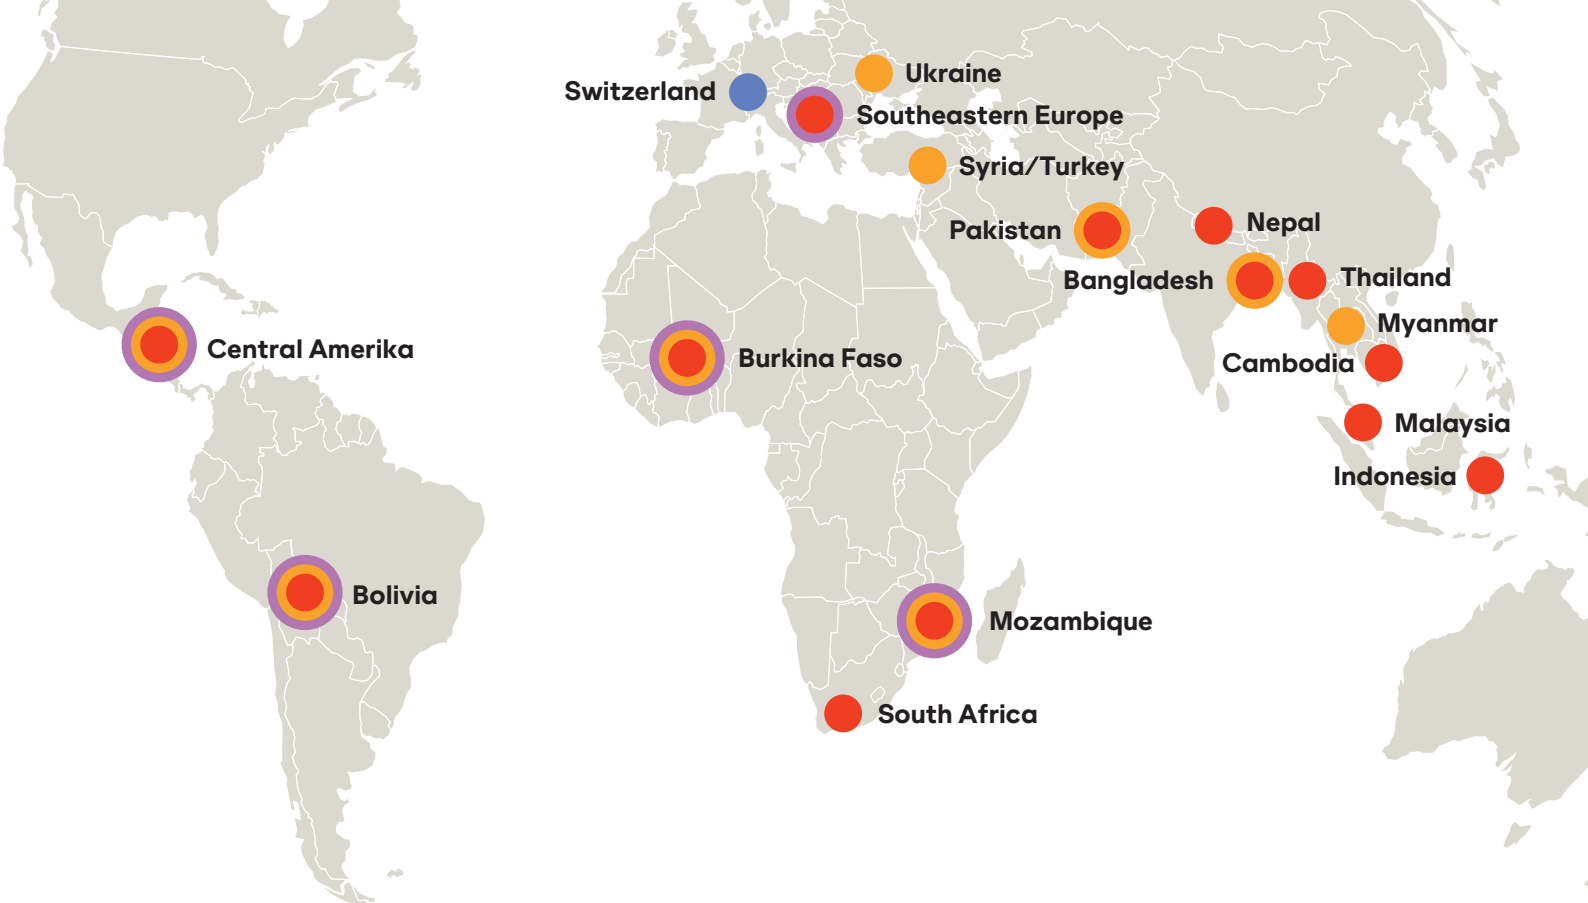 Ukraine
Switzerland
Southeastern Europe
Syria/Turkey
Nepal
Pakistan
Thailand
Bangladesh
Myanmar
Central Amerika
Burkina Faso
Cambodia
Malaysia
Indonesia
Bolivia
Mozambique
South Africa